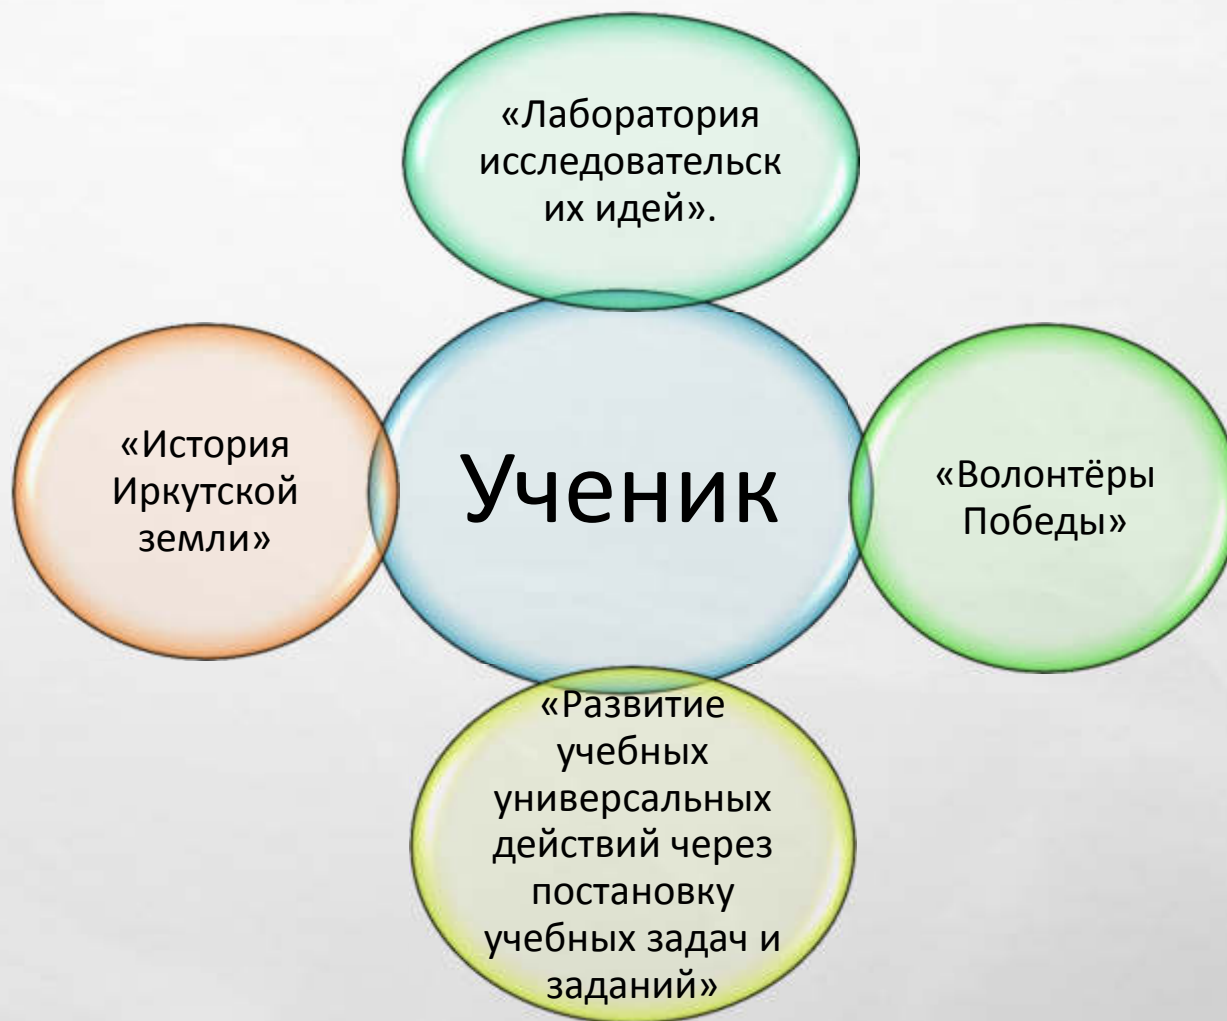 «Лаборатория
исследовательск
их идей».
«История
Иркутской
земли»
Ученик
«Волонтёры
Победы»
«Развитие
учебных
универсальных
действий через
постановку
учебных задач и
заданий»